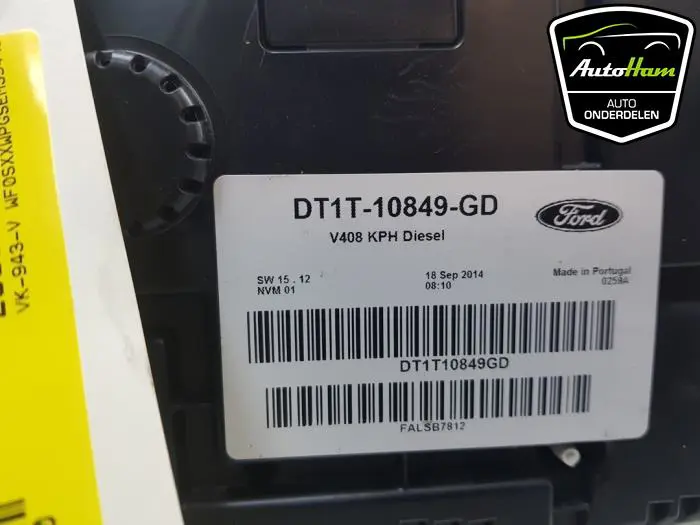 AutoHam
AUTO
ONDERDELEN
DT1T-10849-GD
Ford
V408 KPH Diesel
SW 15 . 12
NVM 01
18 Sep 2014
08:10
Made in Portugal
0259A
DT1T10849GD
FALSB7812
VK-943-V